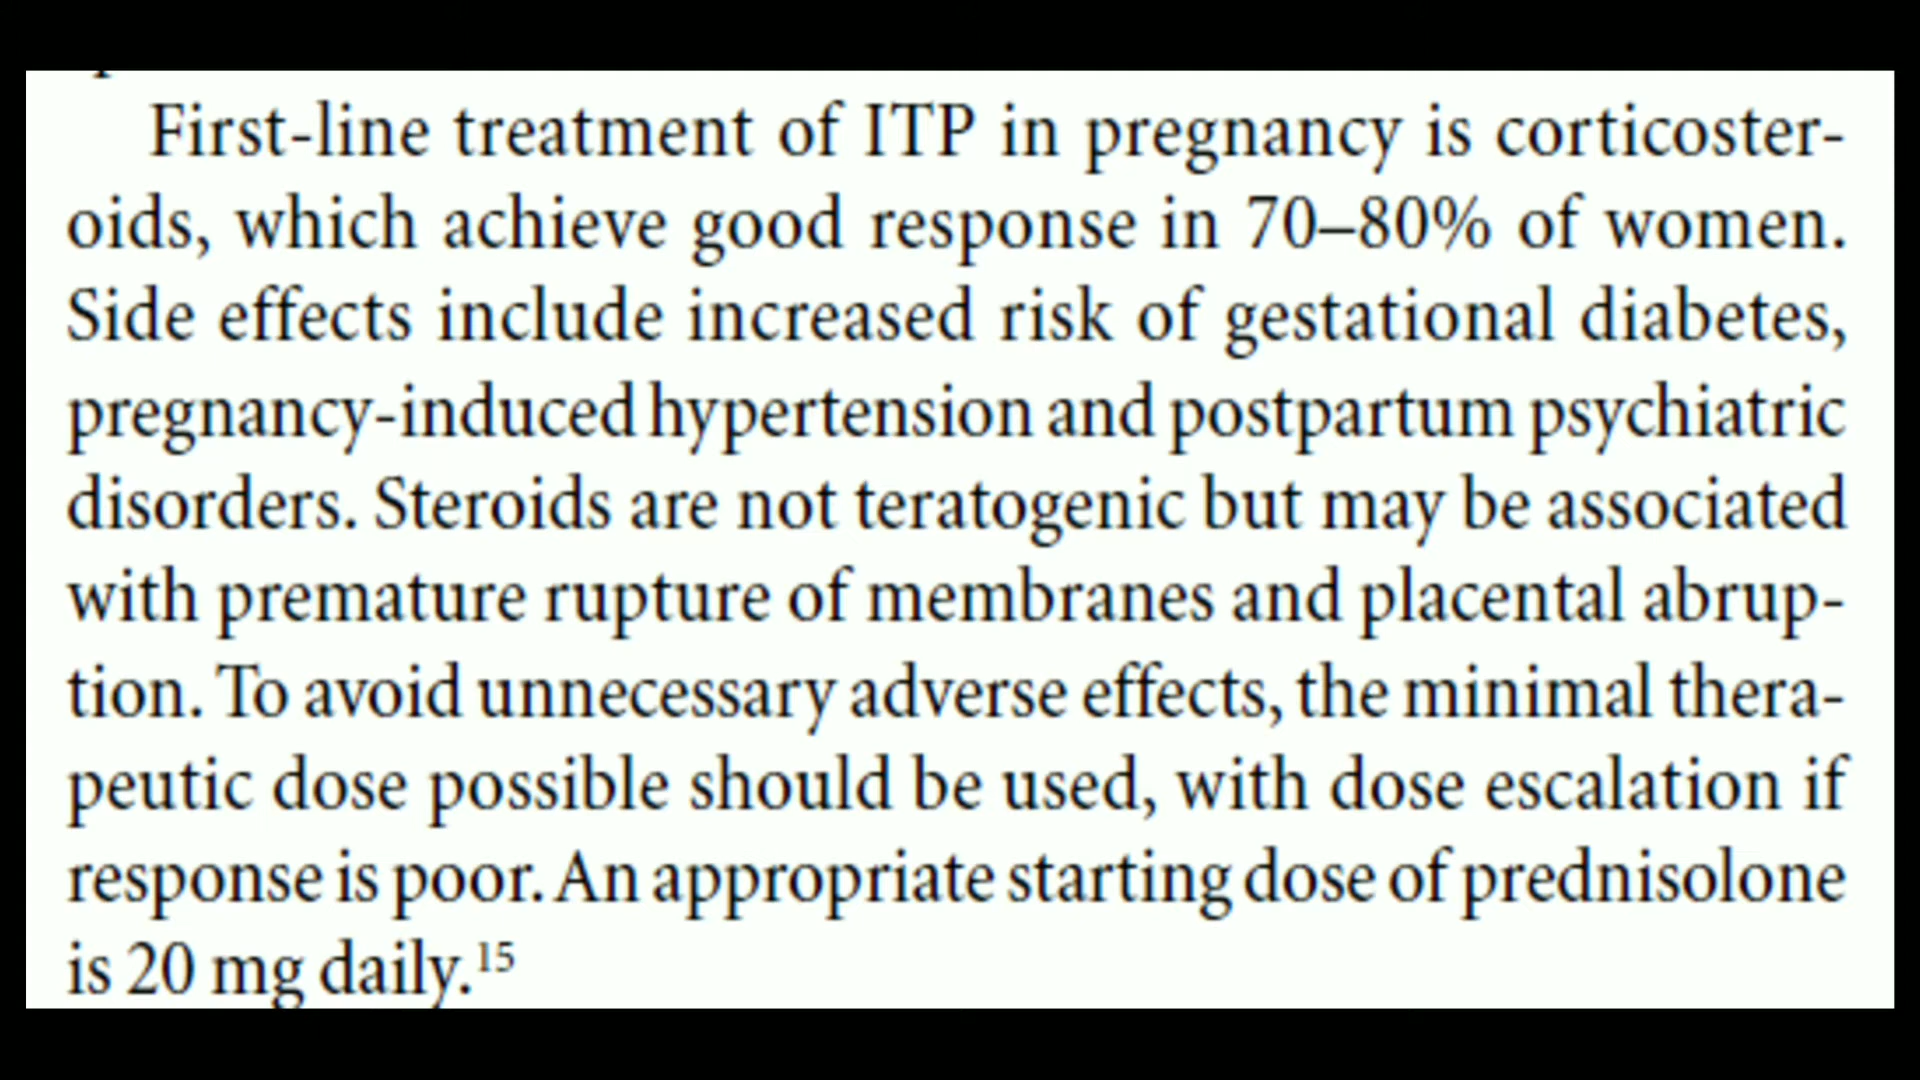 First-line treatment of ITP in pregnancy is corticoster-
oids, which achieve good response in 70–80% of women.
Side effects include increased risk of gestational diabetes,
pregnancy-induced hypertension and postpartum psychiatric
disorders. Steroids are not teratogenic but may be associated
with premature rupture of membranes and placental abrup-
tion. To avoid unnecessary adverse effects, the minimal thera-
peutic dose possible should be used, with dose escalation if
response is poor. An appropriate starting dose of prednisolone
is 20 mg daily.15